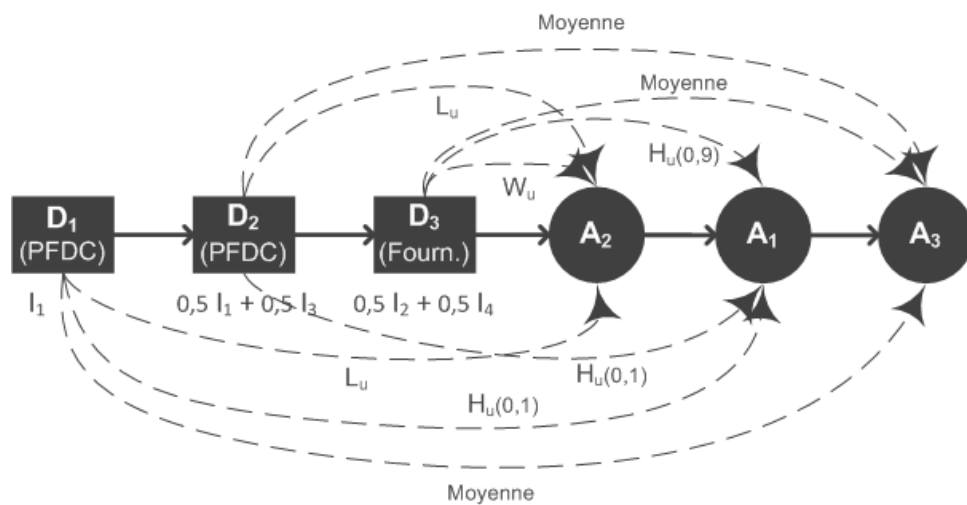 Moyenne
Moyenne
Lu
Hu(0,9)
Wu
D1
(PFDC)
D2
(PFDC)
D3
(Fourn.)
A2
A1
A3
I1
0,5 I1 + 0,5 I3
0,5 I2 + 0,5 I4
Lu
Hu(0,1)
Hu(0,1)
Moyenne